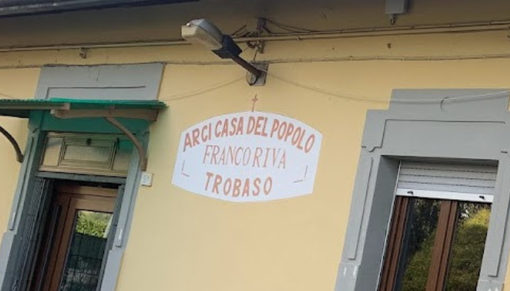 ARCI CASA DEL POPOLO
FRANCO RIVA
TROBASO